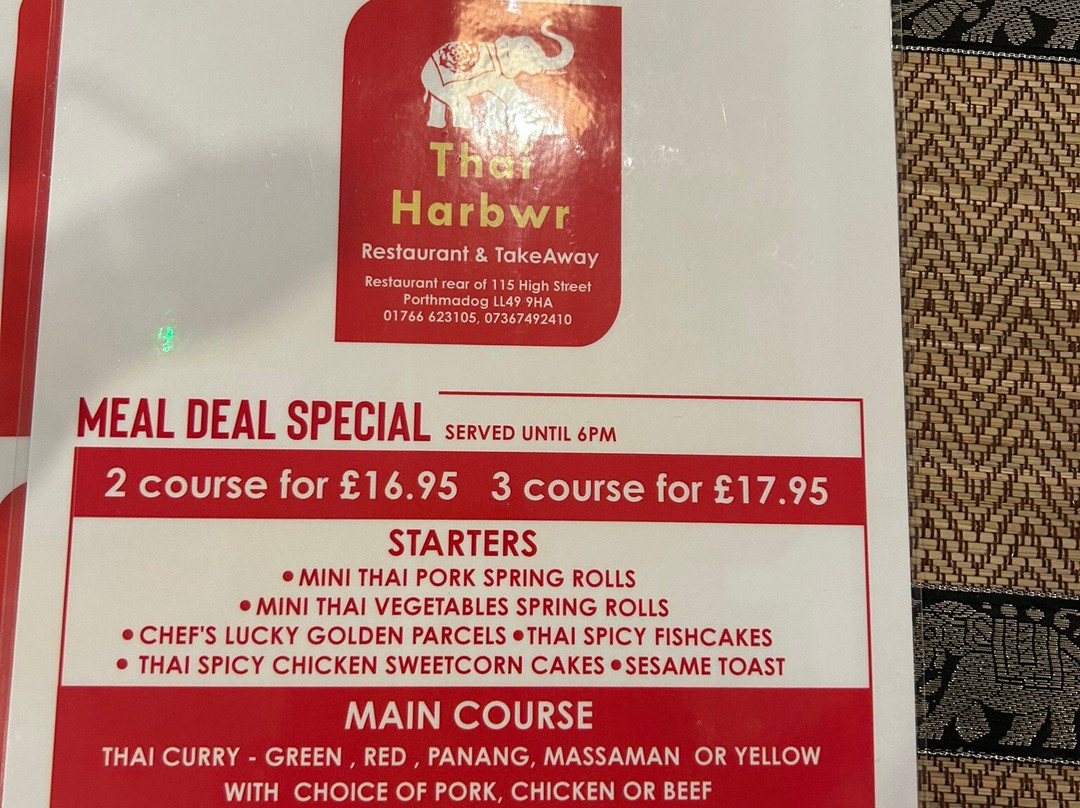 Thai
Harbwr
Restaurant & TakeAway
Restaurant rear of 115 High Street
Porthmadog LL49 9HA
01766 623105, 07367492410
MEAL DEAL SPECIAL SERVED UNTIL 6PM
2 course for £16.95 3 course for £17.95
STARTERS
•MINI THAI PORK SPRING ROLLS
•MINI THAI VEGETABLES SPRING ROLLS
•CHEF'S LUCKY GOLDEN PARCELS •THAI SPICY FISHCAKES
• THAI SPICY CHICKEN SWEETCORN CAKES •SESAME TOAST
MAIN COURSE
THAI CURRY - GREEN , RED , PANANG, MASSAMAN OR YELLOW
WITH CHOICE OF PORK, CHICKEN OR BEEF